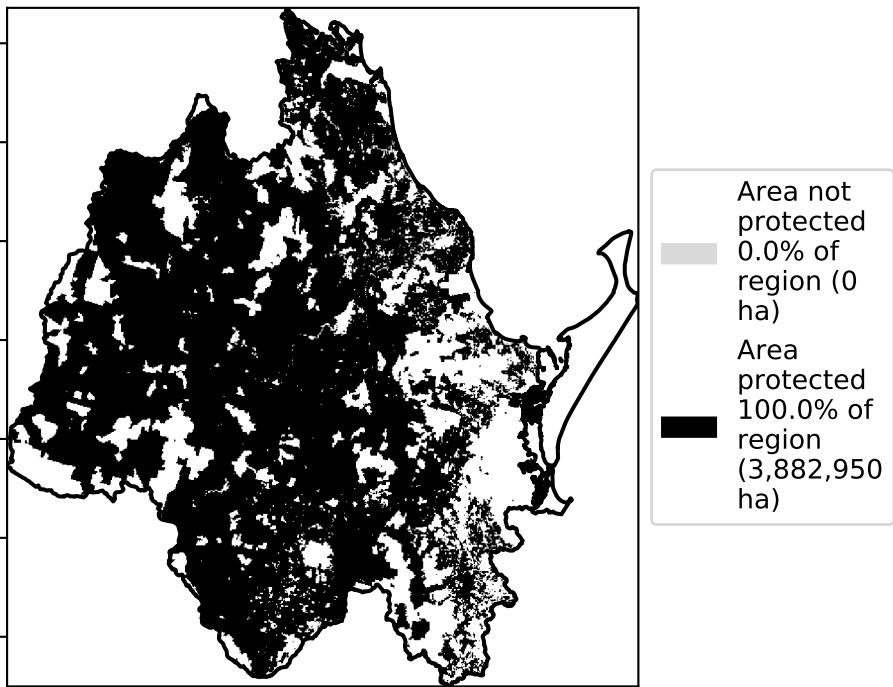 Area not
protected
0.0% of
region (0
ha)
Area
protected
100.0% of
region
(3,882,950
ha)